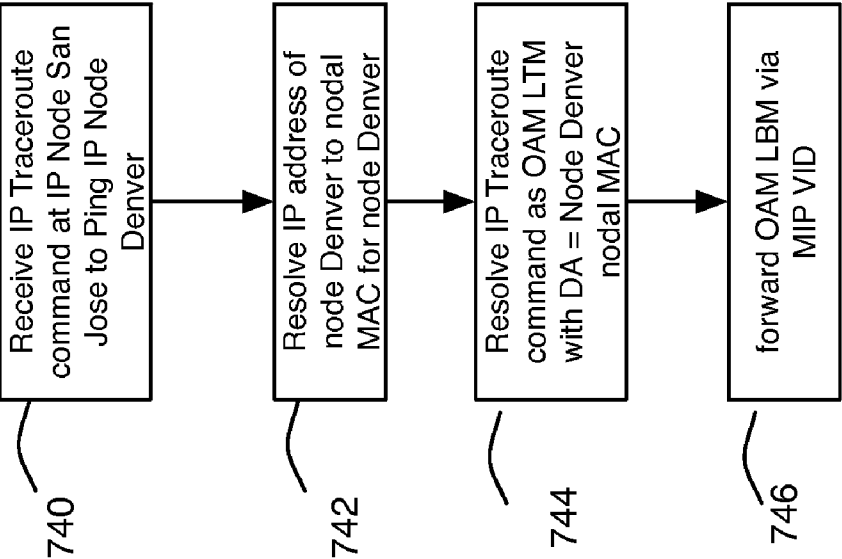 Receive IP Traceroute
command at IP Node San
Jose to Ping IP Node
Denver
740
Resolve IP address of
node Denver to nodal
MAC for node Denver
742
Resolve IP Traceroute
command as OAM LTM
with DA = Node Denver
nodal MAC
744
forward OAM LBM via
MIP VID
746